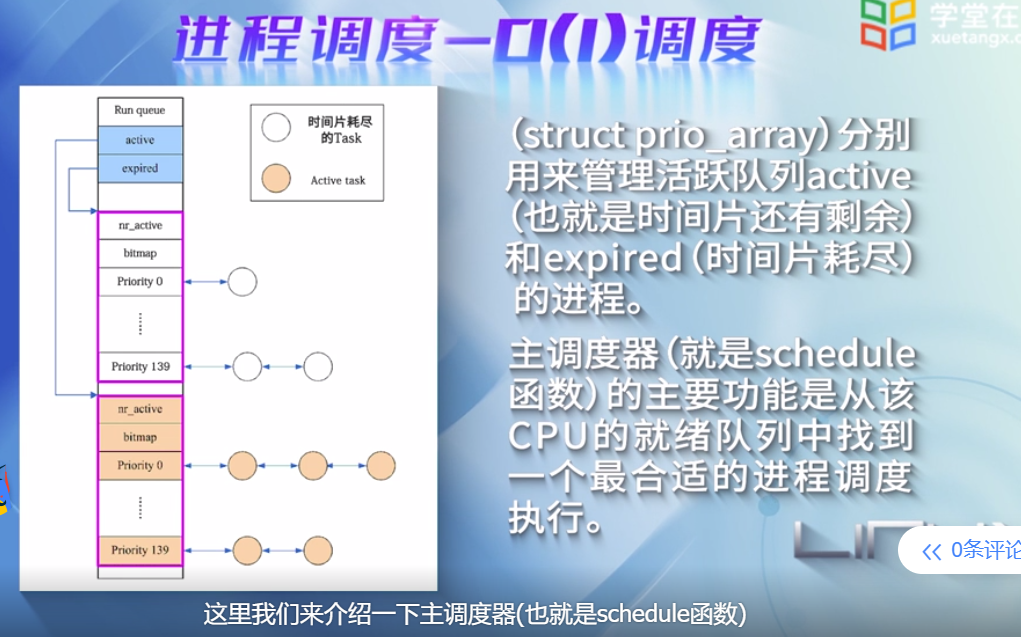 进程调度—O(1)调度
学堂在
xuetangx.c
Run queue
active
expired
nr_active
bitmap
Priority 0
Priority 139
nr_active
bitmap
Priority 0
Priority 139
时间片耗尽
的Task
Active task
(struct prio_array)分别
用来管理活跃队列active
(也就是时间片还有剩余)
和expired(时间片耗尽)
的进程。
主调度器(就是schedule
函数)的主要功能是从该
CPU的就绪队列中找到
一个最合适的进程调度
执行。
0条评论
这里我们来介绍一下主调度器(也就是schedule函数)